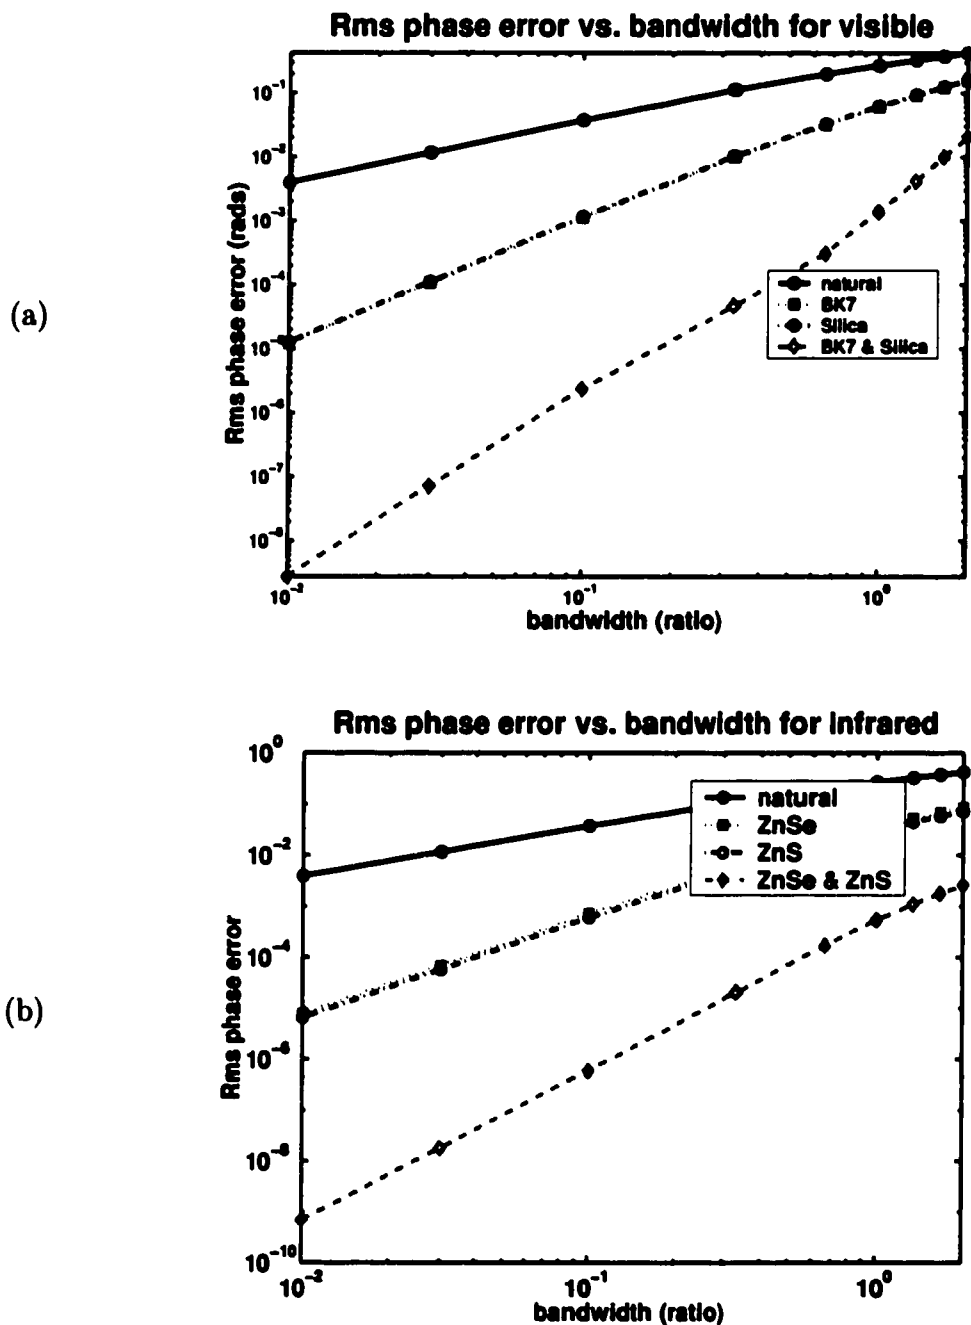 Rms phase error vs. bandwidth for visible
10⁻¹
10⁻²
10⁻³
10⁻⁴
10⁻⁵
10⁻⁶
10⁻⁷
10⁻⁸
Rms phase error (rads)
(a)
natural
BK7
Silica
BK7 & Silica
10⁻² 10⁻¹ 10⁰
bandwidth (ratio)
Rms phase error vs. bandwidth for infrared
10⁰
10⁻²
10⁻⁴
10⁻⁶
10⁻⁸
10⁻¹⁰
Rms phase error
(b)
natural
ZnSe
ZnS
ZnSe & ZnS
10⁻² 10⁻¹ 10⁰
bandwidth (ratio)